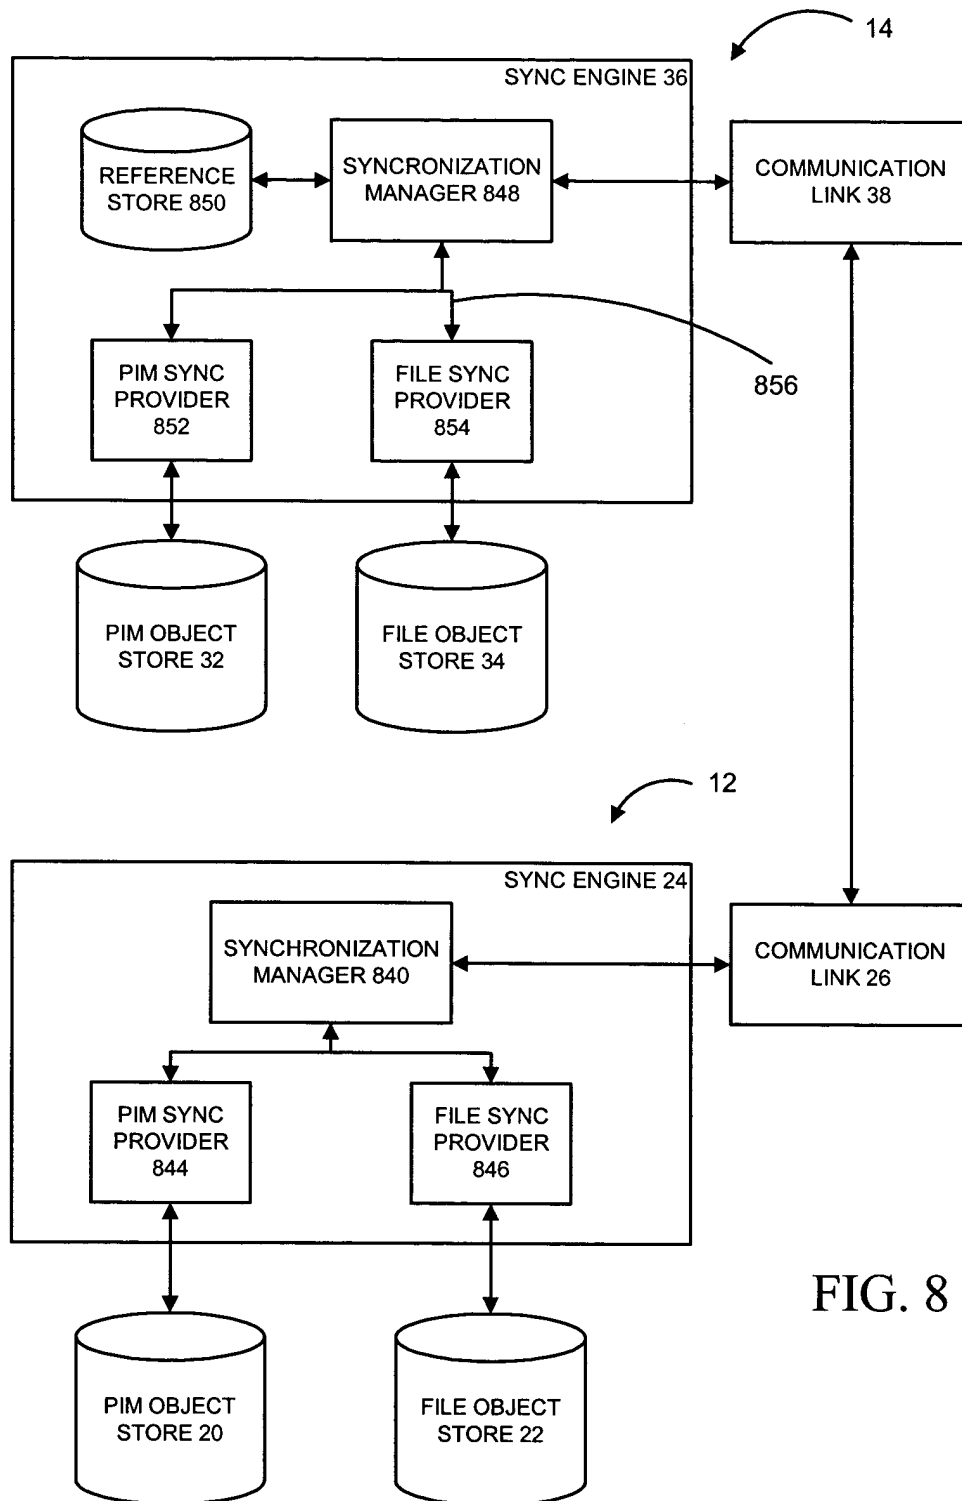 14
SYNC ENGINE 36
REFERENCE
STORE 850
SYNCRONIZATION
MANAGER 848
COMMUNICATION
LINK 38
PIM SYNC
PROVIDER
852
FILE SYNC
PROVIDER
854
856
PIM OBJECT
STORE 32
FILE OBJECT
STORE 34
12
SYNC ENGINE 24
SYNCHRONIZATION
MANAGER 840
COMMUNICATION
LINK 26
PIM SYNC
PROVIDER
844
FILE SYNC
PROVIDER
846
FIG. 8
PIM OBJECT
STORE 20
FILE OBJECT
STORE 22